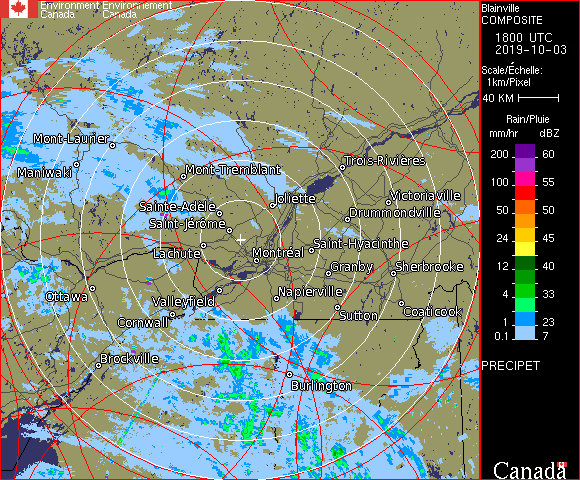 Environment Environnement
Canada Canada
Blainville
COMPOSITE
1800 UTC
2019-10-03
Scale/Échelle:
1km/Pixel
40 KM
Rain/Pluie
mm/hr dBZ
200 60
100 55
50 50
24 45
12 40
4 33
1 23
0.1 7
PRECIPET
Canada
Mont-Laurier
Maniwaki
Mont-Tremblant
Trois-Rivières
Sainte-Adele
Joliette
Victoriaville
Drummondville
Saint-Jérome
Lachute
Montréal
Saint-Hyacinthe
Granby
Sherbrooke
Ottawa
Valleyfield
Napierville
Cornwall
Sutton
Coaticook
Brockville
Burlington